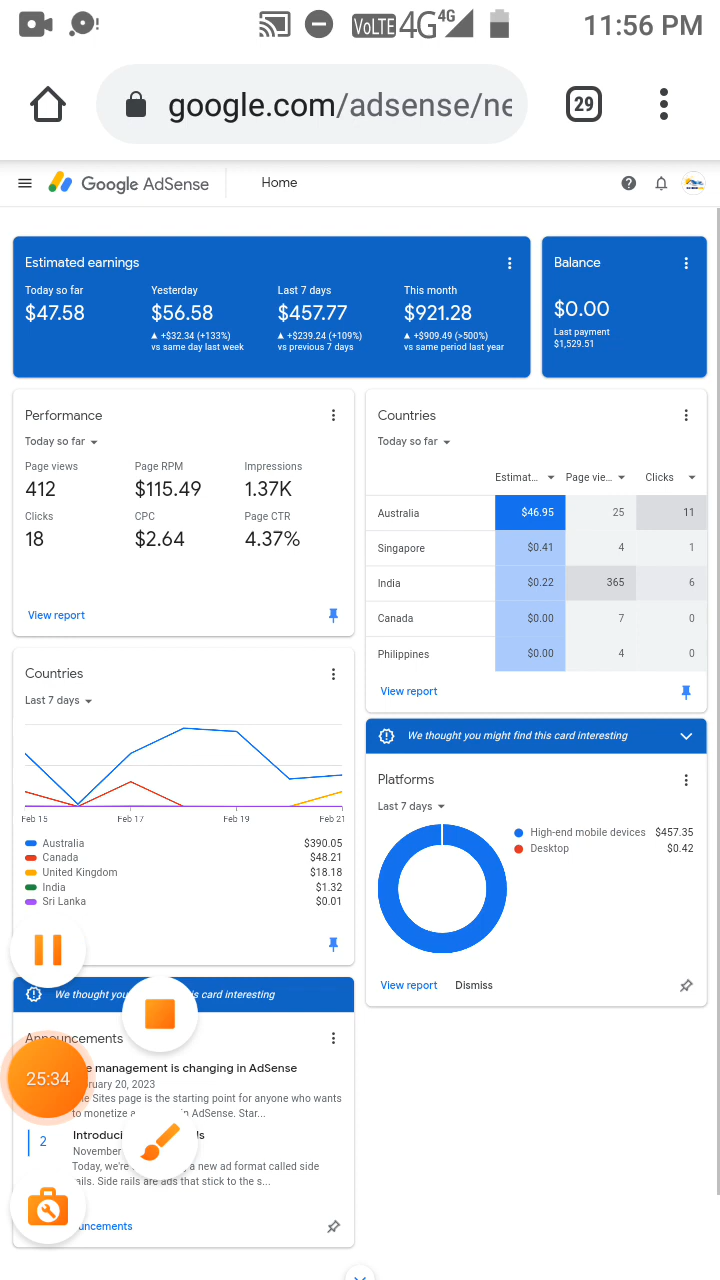 VoLTE 4G 4G 11:56 PM
google.com/adsense/ne
29
Google AdSense
Home
Estimated earnings
Today so far
$47.58
Yesterday
$56.58
+$32.34 (+133%)
vs same day last week
Last 7 days
$457.77
+$239.24 (+109%)
vs previous 7 days
This month
$921.28
+$909.49 (>500%)
vs same period last year
Balance
$0.00
Last payment
$1,529.51
Performance
Today so far
Page views
412
Page RPM
$115.49
Impressions
1.37K
Clicks
18
CPC
$2.64
Page CTR
4.37%
View report
Countries
Today so far
Estimat... Page vie... Clicks
Australia $46.95 25 11
Singapore $0.41 4 1
India $0.22 365 6
Canada $0.00 7 0
Philippines $0.00 4 0
View report
Countries
Last 7 days
Feb 15 Feb 17 Feb 19 Feb 21
Australia $390.05
Canada $48.21
United Kingdom $18.18
India $1.32
Sri Lanka $0.01
We thought you might find this card interesting
Platforms
Last 7 days
High-end mobile devices $457.35
Desktop $0.42
View report Dismiss
We thought you is card interesting
Announcements
management is changing in AdSense
ruary 20, 2023
Sites page is the starting point for anyone who wants
to monetize a in AdSense. Star...
25:34
2
Introduci ls
November
Today, we're a new ad format called side
ails. Side rails are ads that stick to the s...
uncements